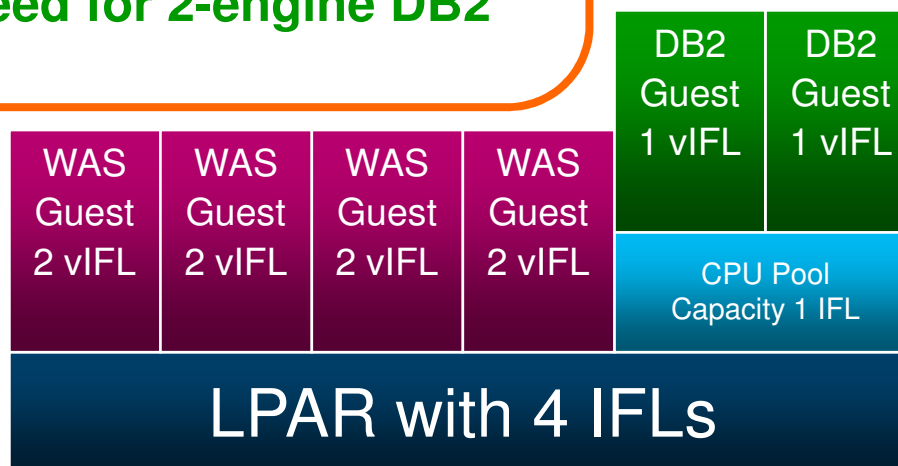 eed for 2-engine DB2
DB2
Guest
1 vIFL
DB2
Guest
1 vIFL
WAS
Guest
2 vIFL
WAS
Guest
2 vIFL
WAS
Guest
2 vIFL
WAS
Guest
2 vIFL
CPU Pool
Capacity 1 IFL
LPAR with 4 IFLs